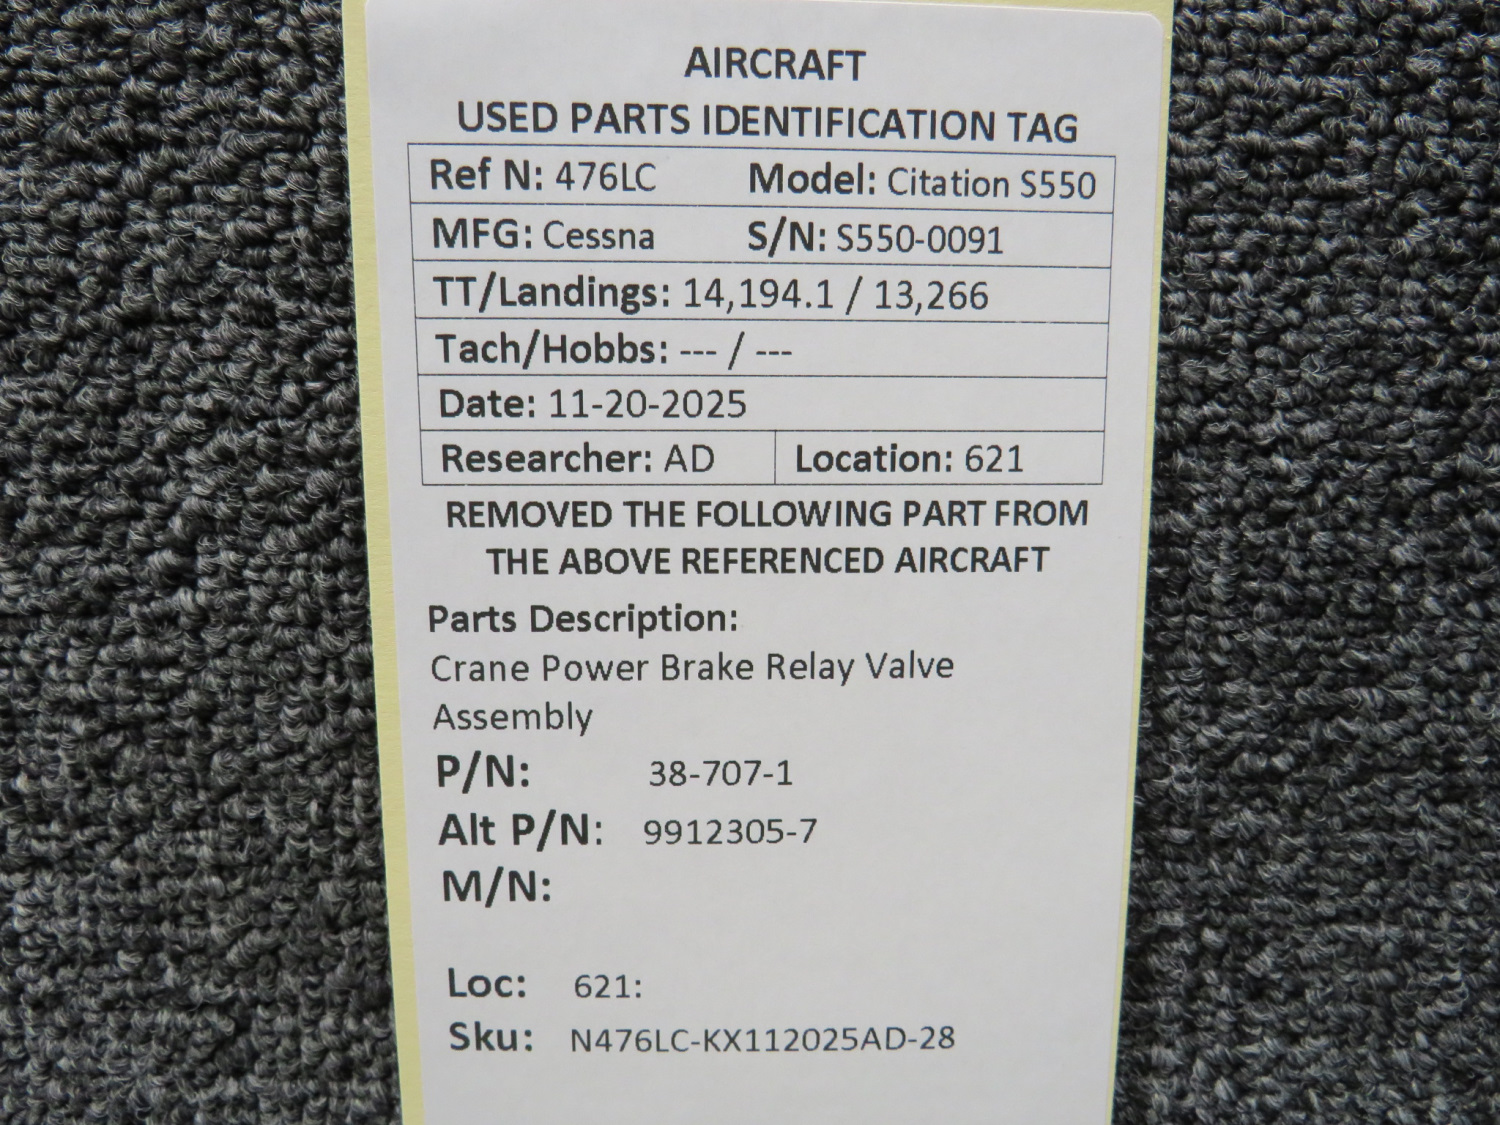 AIRCRAFT
USED PARTS IDENTIFICATION TAG
Ref N: 476LC Model: Citation S550
MFG: Cessna S/N: S550-0091
TT/Landings: 14,194.1 / 13,266
Tach/Hobbs: --- / ---
Date: 11-20-2025
Researcher: AD Location: 621
REMOVED THE FOLLOWING PART FROM
THE ABOVE REFERENCED AIRCRAFT
Parts Description:
Crane Power Brake Relay Valve
Assembly
P/N: 38-707-1
Alt P/N: 9912305-7
M/N:
Loc: 621:
Sku: N476LC-KX112025AD-28